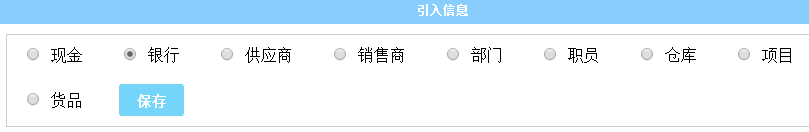 引入信息
现金 银行 供应商 销售商 部门 职员 仓库 项目
货品 保存